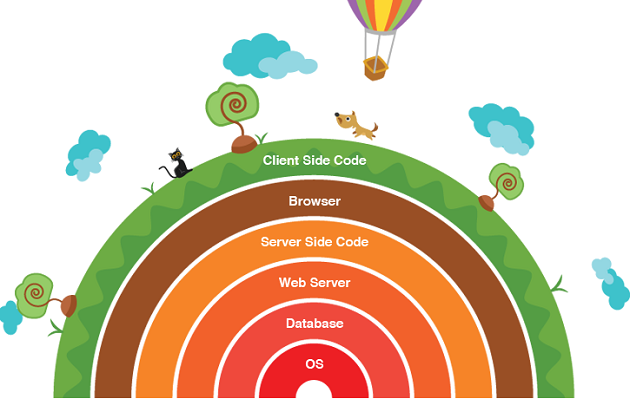 Client Side Code
Browser
Server Side Code
Web Server
Database
OS